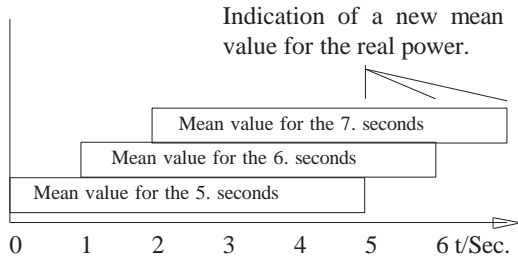 Indication of a new mean
value for the real power.
Mean value for the 7. seconds
Mean value for the 6. seconds
Mean value for the 5. seconds
0 1 2 3 4 5 6 t/Sec.